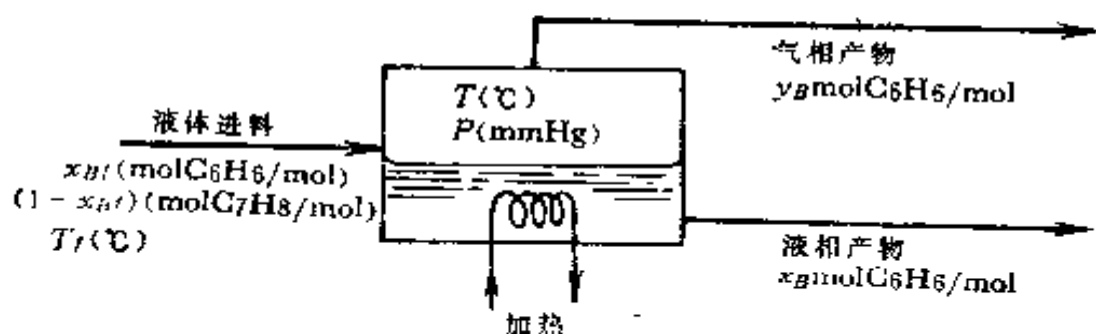 气相产物
y_B molC6H6/mol
T(℃)
P(mmHg)
液体进料
x_Bf(molC6H6/mol)
(1-x_Bf)(molC7H8/mol)
T_f(℃)
液相产物
x_B molC6H6/mol
加热